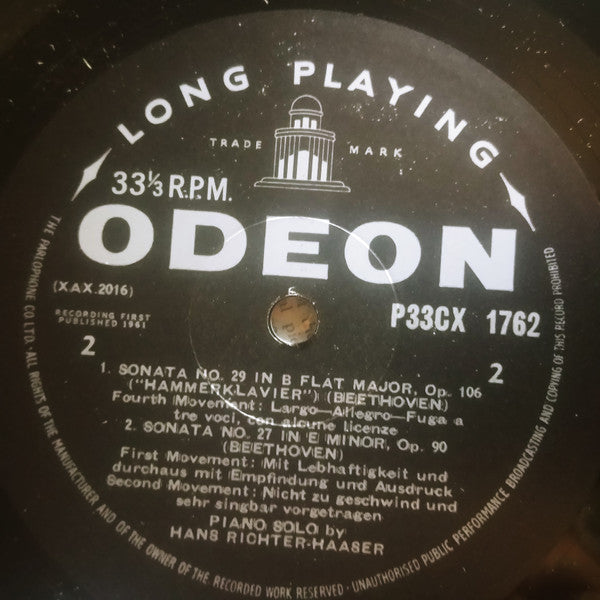 LONG PLAYING
TRADE MARK
33⅓ R.P.M.
ODEON
(XAX.2016)
P33CX 1762
RECORDING FIRST
PUBLISHED 1961
2
2
1. SONATA NO. 29 IN B FLAT MAJOR, Op. 106
("HAMMERKLAVIER") (BEETHOVEN)
Fourth Movement: Largo—Allegro—Fuga a
tre voci, con alcune licenze
2. SONATA NO. 27 IN E MINOR, Op. 90
(BEETHOVEN)
First Movement: Mit Lebhaftigkeit und
durchaus mit Empfindung und Ausdruck
Second Movement: Nicht zu geschwind und
sehr singbar vorgetragen
PIANO SOLO by
HANS RICHTER-HAASER
THE PARLOPHONE CO LTD. ALL RIGHTS OF THE MANUFACTURER AND OF THE OWNER OF THE RECORDED WORK RESERVED · UNAUTHORISED PUBLIC PERFORMANCE BROADCASTING AND COPYING OF THIS RECORD PROHIBITED